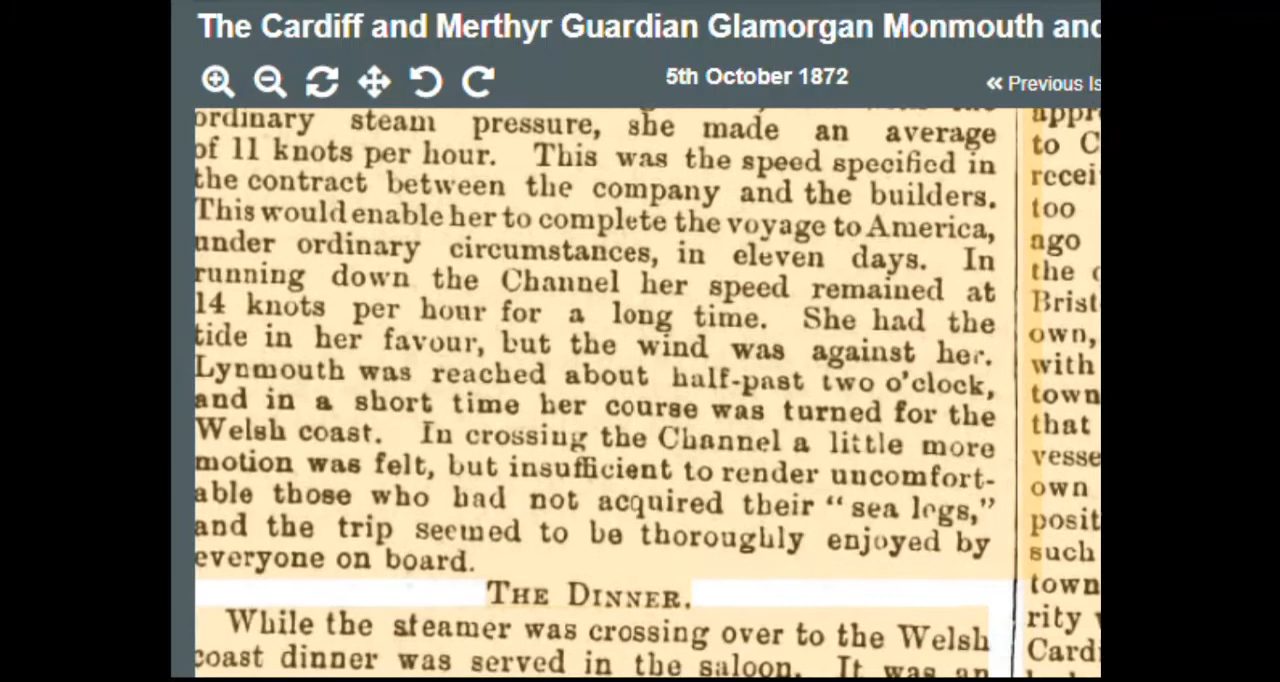 The Cardiff and Merthyr Guardian Glamorgan Monmouth and
5th October 1872
« Previous Is
ordinary steam pressure, she made an average
of 11 knots per hour. This was the speed specified in
the contract between the company and the builders.
This would enable her to complete the voyage to America,
under ordinary circumstances, in eleven days. In
running down the Channel her speed remained at
14 knots per hour for a long time. She had the
tide in her favour, but the wind was against her.
Lynmouth was reached about half-past two o'clock,
and in a short time her course was turned for the
Welsh coast. In crossing the Channel a little more
motion was felt, but insufficient to render uncomfort-
able those who had not acquired their "sea legs,"
and the trip seemed to be thoroughly enjoyed by
everyone on board.
THE DINNER.
While the steamer was crossing over to the Welsh
coast dinner was served in the saloon. It was an
appr
to C
recei
too
ago
the
Brist
own,
with
town
that
vesse
own
posit
such
town
rity
Card